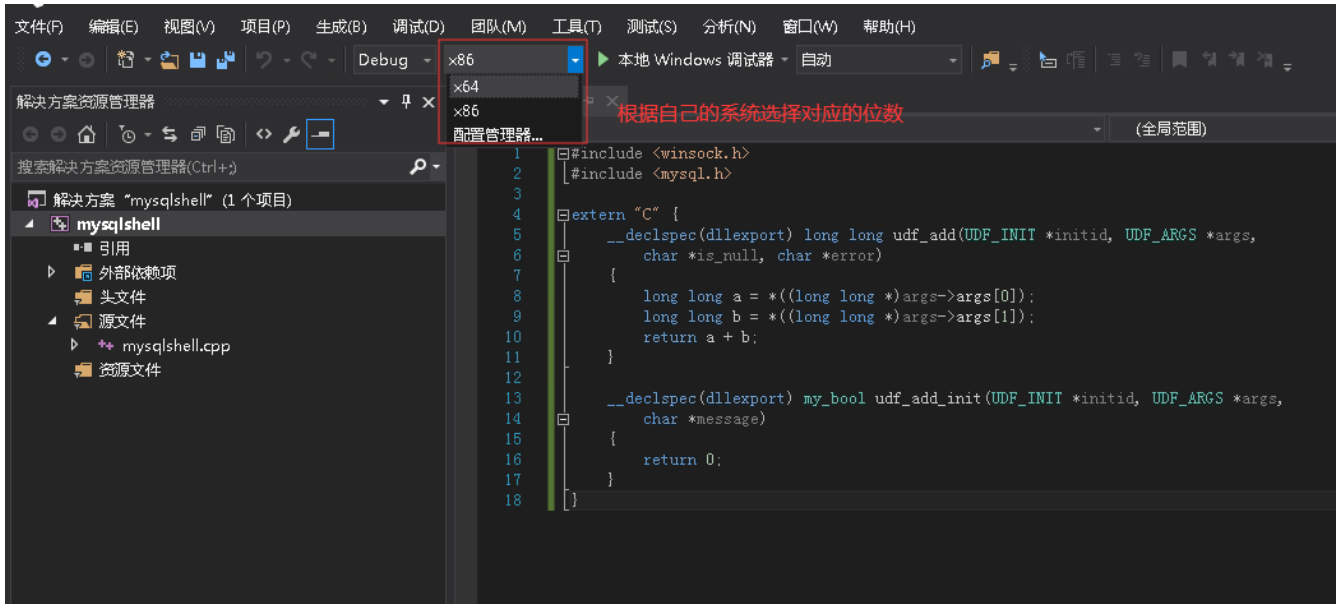 文件(F) 编辑(E) 视图(V) 项目(P) 生成(B) 调试(D) 团队(M) 工具(T) 测试(S) 分析(N) 窗口(W) 帮助(H)
Debug x86 本地 Windows 调试器 自动
x64
x86
配置管理器...
根据自己的系统选择对应的位数
(全局范围)
解决方案资源管理器
搜索解决方案资源管理器(Ctrl+;)
解决方案 "mysqlshell" (1 个项目)
mysqlshell
引用
外部依赖项
头文件
源文件
mysqlshell.cpp
资源文件
1 #include <winsock.h>
2 #include <mysql.h>
3
4 extern "C" {
5 __declspec(dllexport) long long udf_add(UDF_INIT *initid, UDF_ARGS *args,
6 char *is_null, char *error)
7 {
8 long long a = *((long long *)args->args[0]);
9 long long b = *((long long *)args->args[1]);
10 return a + b;
11 }
12
13 __declspec(dllexport) my_bool udf_add_init(UDF_INIT *initid, UDF_ARGS *args,
14 char *message)
15 {
16 return 0;
17 }
18 }